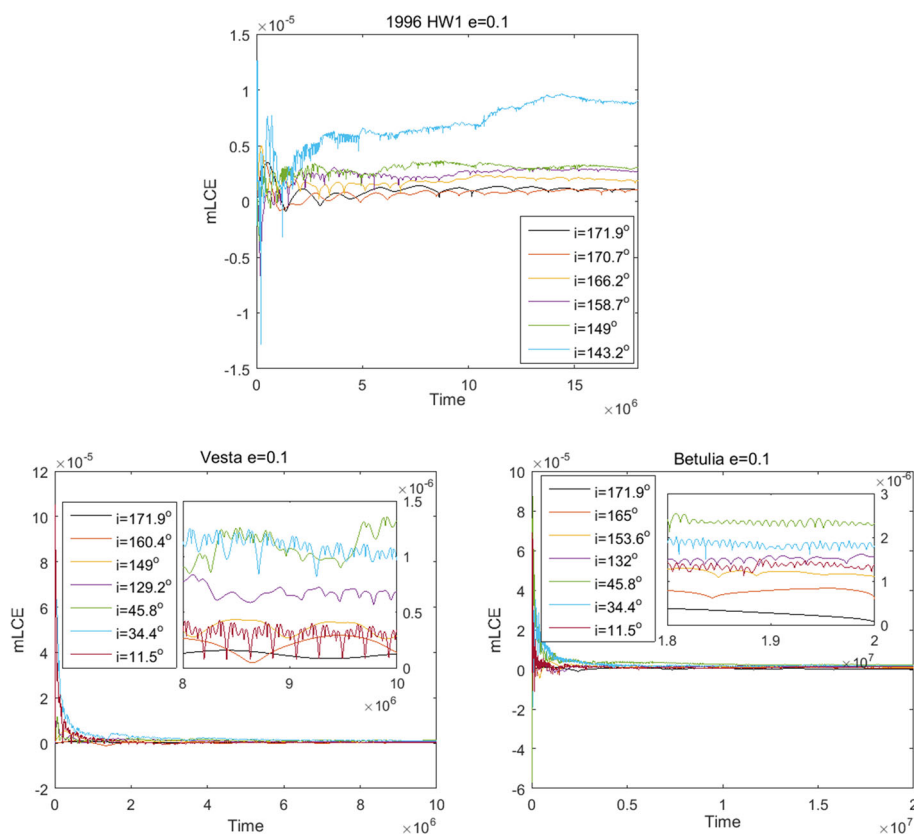 1996 HW1 e=0.1
×10⁻⁵
1.5
1
0.5
0
-0.5
-1
-1.5
mLCE
i=171.9°
i=170.7°
i=166.2°
i=158.7°
i=149°
i=143.2°
0 5 10 15
Time
×10⁶
Vesta e=0.1
×10⁻⁵
12
10
8
6
4
2
0
-2
mLCE
i=171.9°
i=160.4°
i=149°
i=129.2°
i=45.8°
i=34.4°
i=11.5°
×10⁻⁶
1.5
1
0.5
0
8 9 10
×10⁶
0 2 4 6 8 10
Time
×10⁶
Betulia e=0.1
×10⁻⁵
10
8
6
4
2
0
-2
-4
-6
mLCE
i=171.9°
i=165°
i=153.6°
i=132°
i=45.8°
i=34.4°
i=11.5°
×10⁻⁶
3
2
1
0
1.8 1.9 2
×10⁷
0 0.5 1 1.5 2
Time
×10⁷